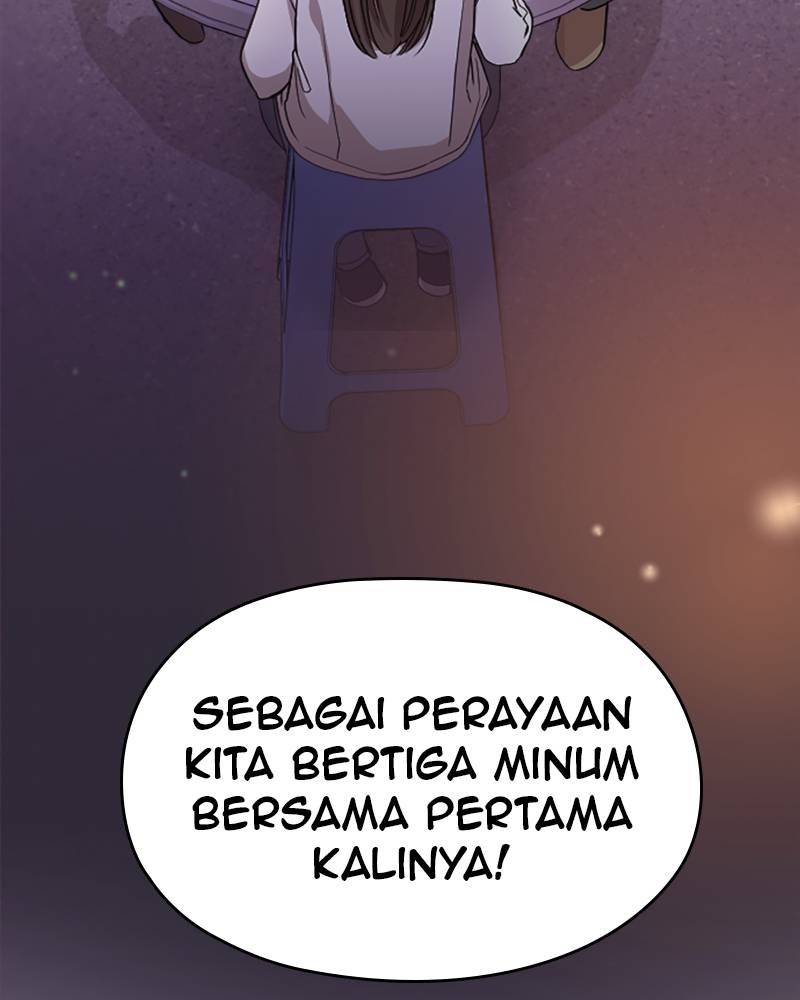 SEBAGAI PERAYAAN
KITA BERTIGA MINUM
BERSAMA PERTAMA
KALINYA!